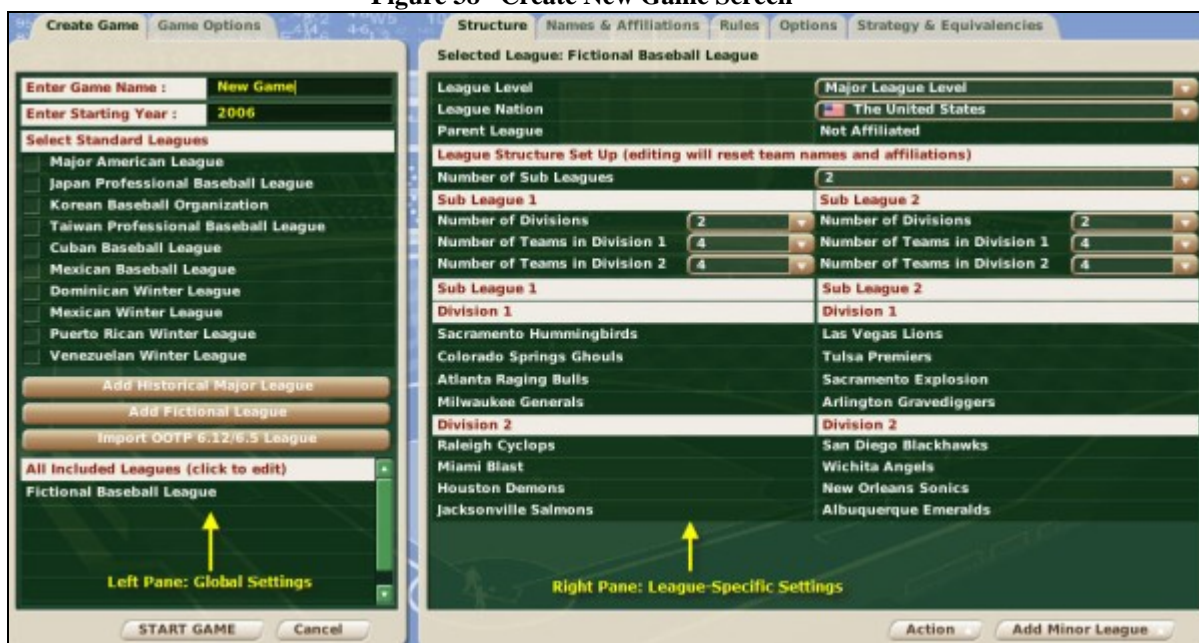 Figure 38 Create New Game Screen
Create Game Game Options
Enter Game Name : New Game
Enter Starting Year : 2006
Select Standard Leagues
Major American League
Japan Professional Baseball League
Korean Baseball Organization
Taiwan Professional Baseball League
Cuban Baseball League
Mexican Baseball League
Dominican Winter League
Mexican Winter League
Puerto Rican Winter League
Venezuelan Winter League
Add Historical Major League
Add Fictional League
Import OOTP 6.12/6.5 League
All Included Leagues (click to edit)
Fictional Baseball League
Left Pane: Global Settings
START GAME Cancel
Structure Names & Affiliations Rules Options Strategy & Equivalencies
Selected League: Fictional Baseball League
League Level Major League Level
League Nation The United States
Parent League Not Affiliated
League Structure Set Up (editing will reset team names and affiliations)
Number of Sub Leagues 2
Sub League 1 Sub League 2
Number of Divisions 2 Number of Divisions 2
Number of Teams in Division 1 4 Number of Teams in Division 1 4
Number of Teams in Division 2 4 Number of Teams in Division 2 4
Sub League 1 Sub League 2
Division 1 Division 1
Sacramento Hummingbirds Las Vegas Lions
Colorado Springs Ghouls Tulsa Premiers
Atlanta Raging Bulls Sacramento Explosion
Milwaukee Generals Arlington Gravediggers
Division 2 Division 2
Raleigh Cyclops San Diego Blackhawks
Miami Blast Wichita Angels
Houston Demons New Orleans Sonics
Jacksonville Salmons Albuquerque Emeralds
Right Pane: League-Specific Settings
Action Add Minor League